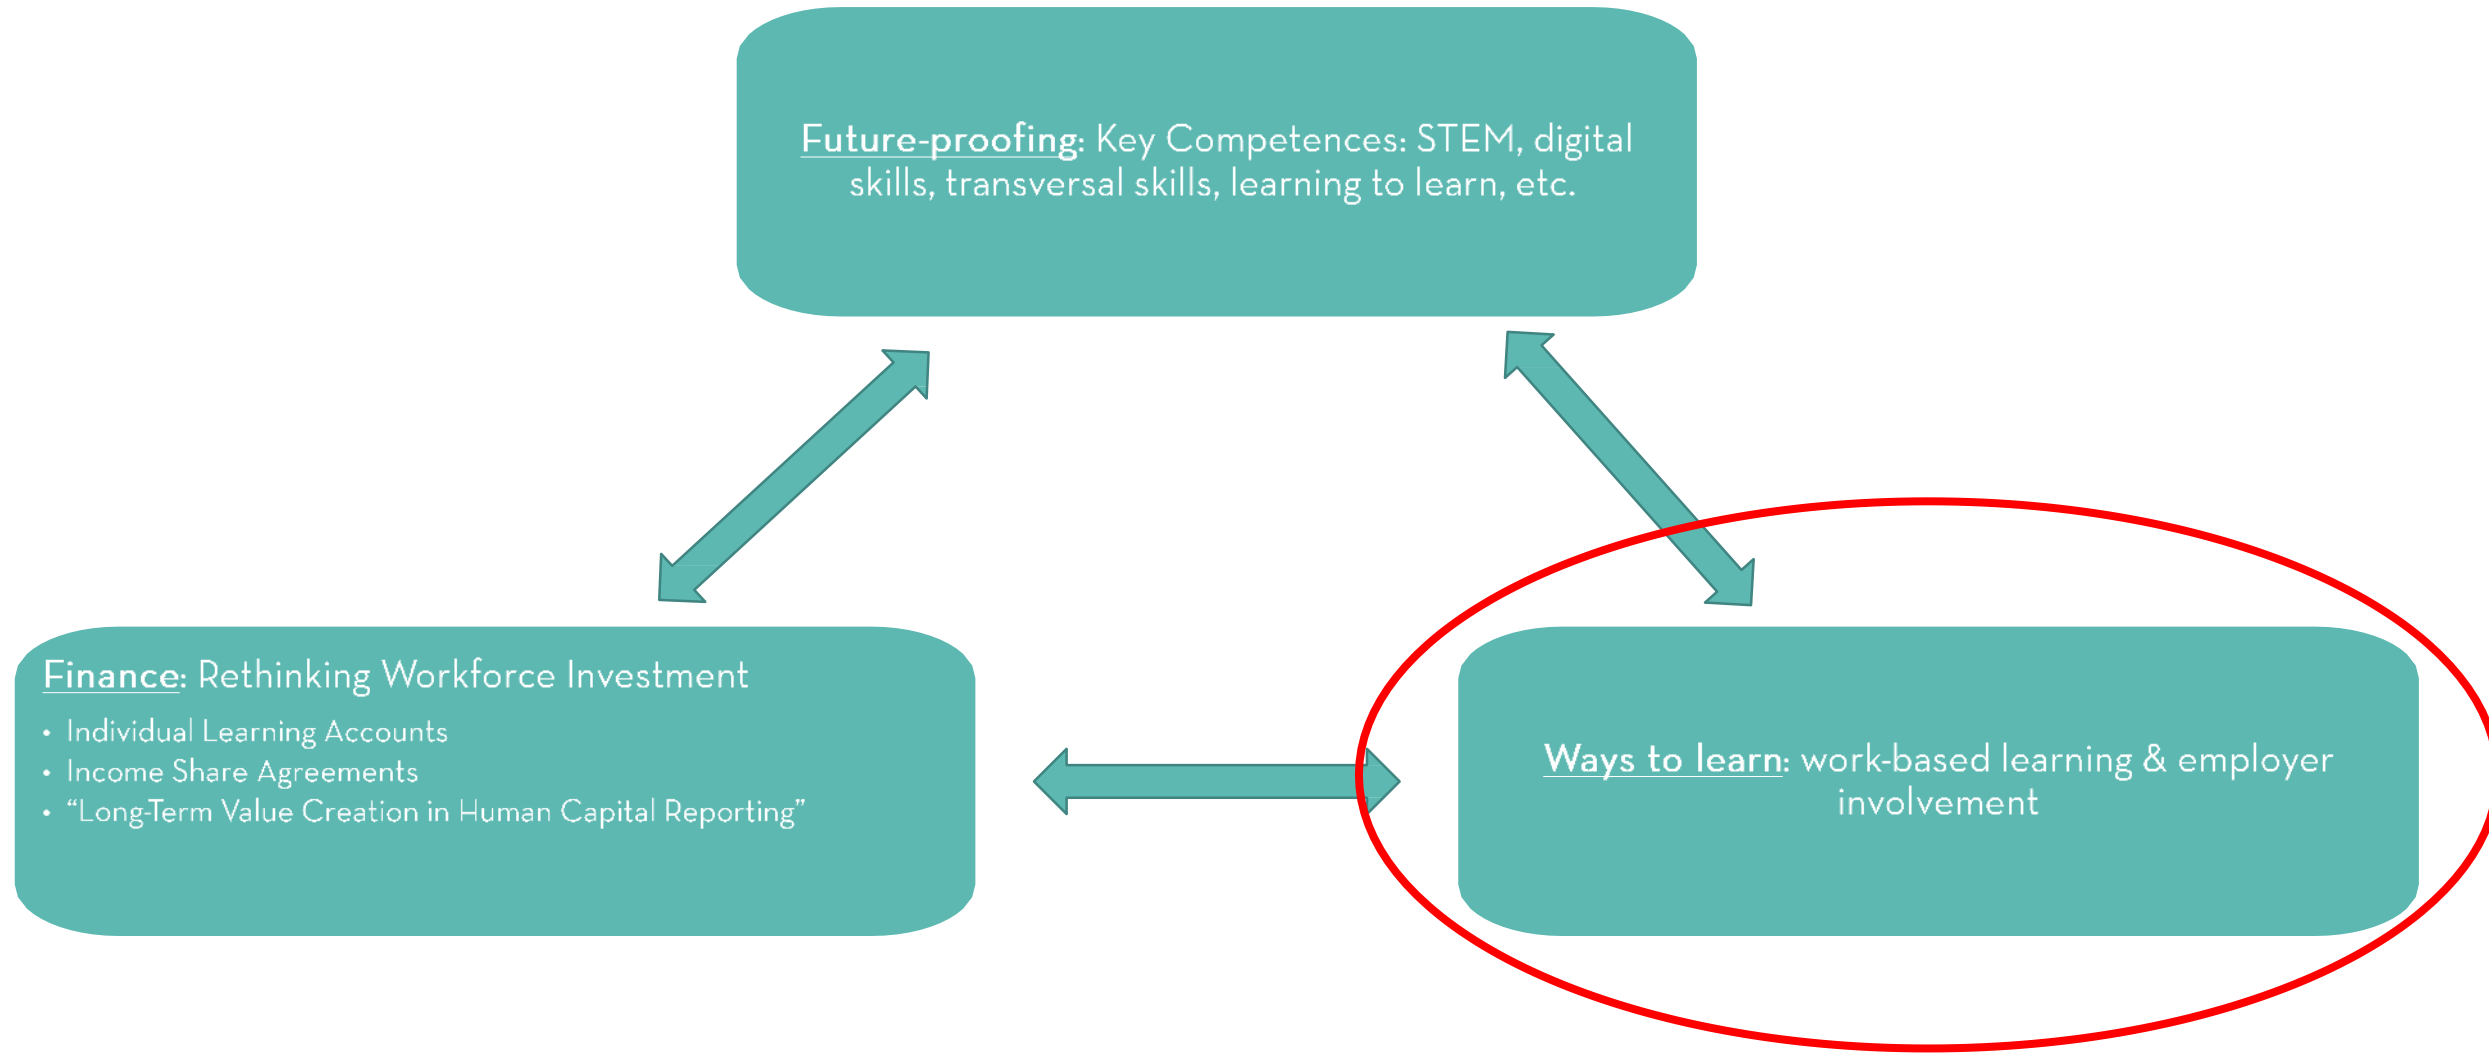 Future-proofing: Key Competences: STEM, digital
skills, transversal skills, learning to learn, etc.
Finance: Rethinking Workforce Investment
• Individual Learning Accounts
• Income Share Agreements
• “Long-Term Value Creation in Human Capital Reporting”
Ways to learn: work-based learning & employer
involvement